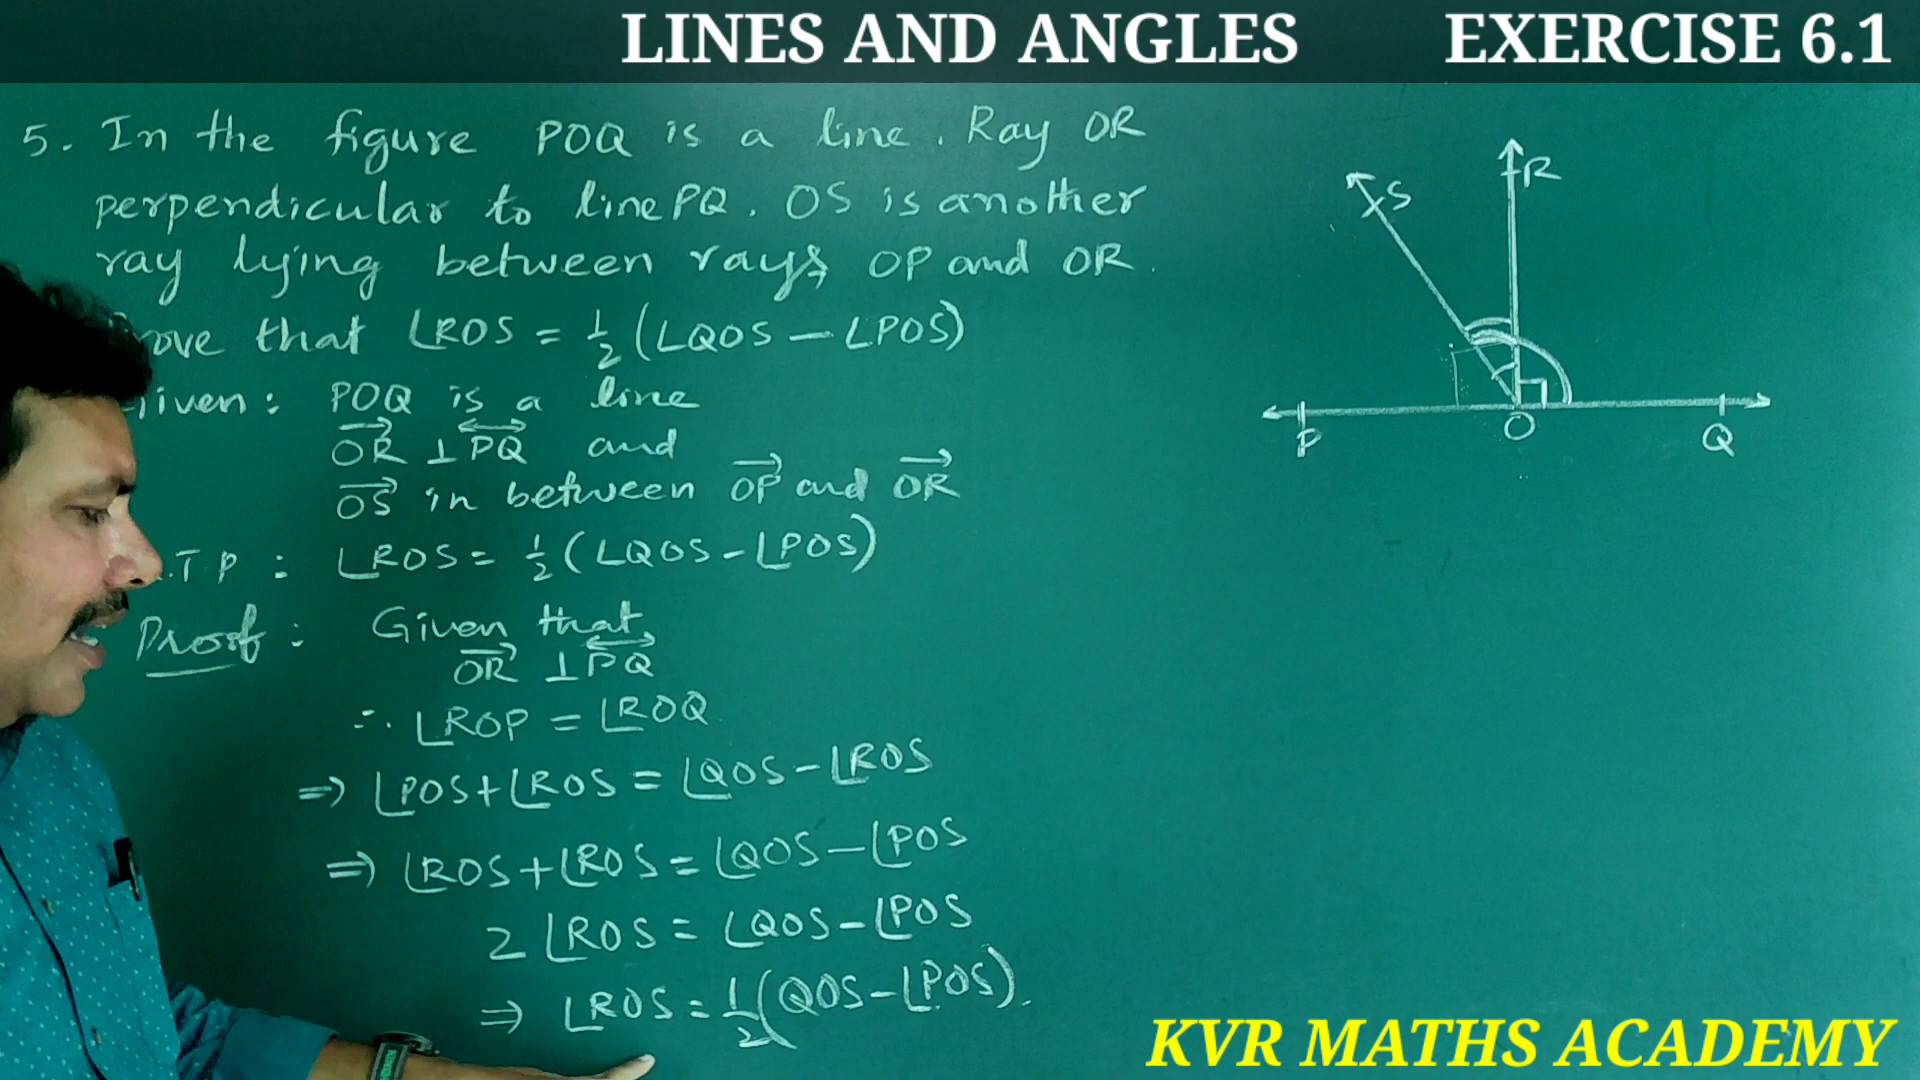 LINES AND ANGLES EXERCISE 6.1
5. In the figure POQ is a line. Ray OR
perpendicular to line PQ. OS is another
ray lying between rays OP and OR.
ove that ∠ROS = 1/2 (∠QOS − ∠POS)
iven : POQ is a line
OR ⊥ PQ and
OS in between OP and OR
.T P : ∠ROS = 1/2 (∠QOS - ∠POS)
Proof : Given that
OR ⊥ PQ
∴ ∠ROP = ∠ROQ
⇒ ∠POS + ∠ROS = ∠QOS - ∠ROS
⇒ ∠ROS + ∠ROS = ∠QOS - ∠POS
2 ∠ROS = ∠QOS - ∠POS
⇒ ∠ROS = 1/2 (QOS - ∠POS).
S R
P O Q
KVR MATHS ACADEMY